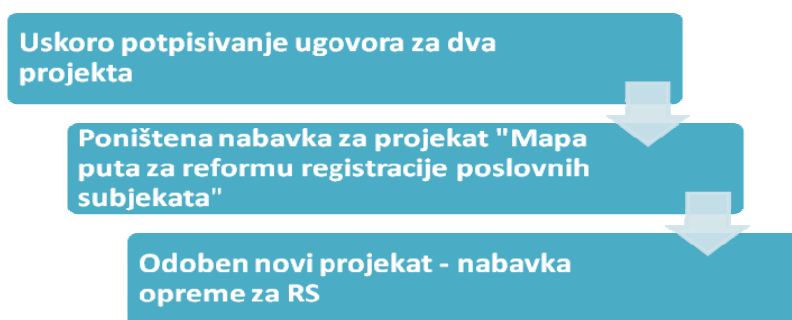 Uskoro potpisivanje ugovora za dva
projekta
Poništena nabavka za projekat "Mapa
puta za reformu registracije poslovnih
subjekata"
Odoben novi projekat - nabavka
opreme za RS